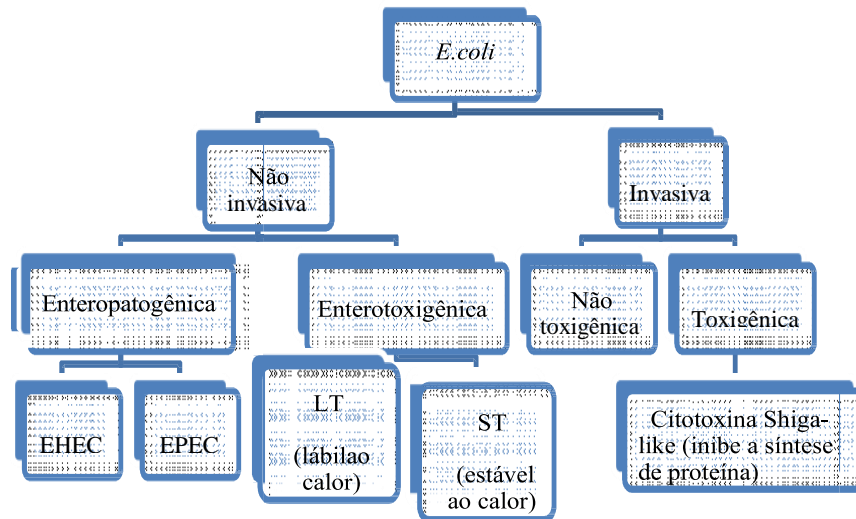 E.coli
Não
invasiva
Invasiva
Enteropatogênica
Enterotoxigênica
Não
toxigênica
Toxigênica
EHEC
EPEC
LT
(lábilao
calor)
ST
(estável
ao calor)
Citotoxina Shiga-
like (inibe a síntese
de proteína)